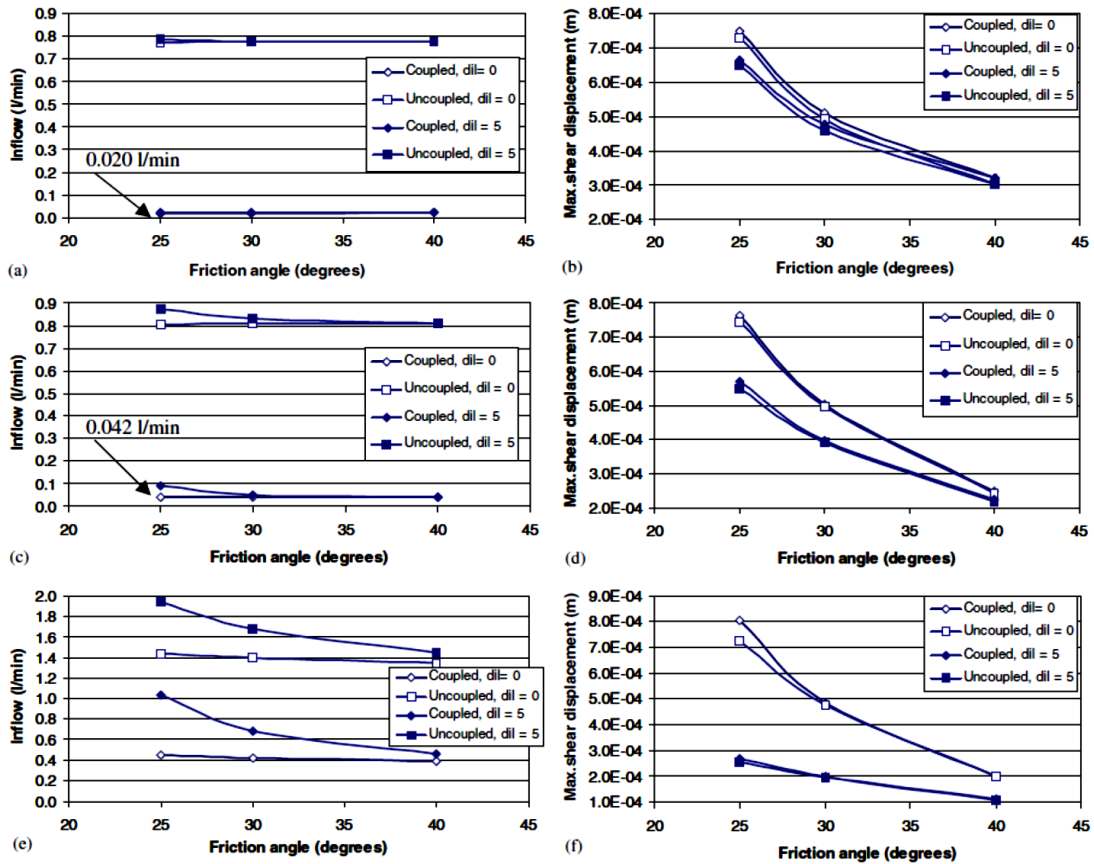 0.9
0.8
0.7
0.6
0.5
0.4
0.3
0.2
0.1
0.0
Inflow (l/min)
20 25 30 35 40 45
Friction angle (degrees)
Coupled, dil= 0
Uncoupled, dil = 0
Coupled, dil = 5
Uncoupled, dil = 5
0.020 l/min
(a)
8.0E-04
7.0E-04
6.0E-04
5.0E-04
4.0E-04
3.0E-04
2.0E-04
Max.shear displacement (m)
20 25 30 35 40 45
Friction angle (degrees)
Coupled, dil= 0
Uncoupled, dil = 0
Coupled, dil = 5
Uncoupled, dil = 5
(b)
0.9
0.8
0.7
0.6
0.5
0.4
0.3
0.2
0.1
0.0
Inflow (l/min)
20 25 30 35 40 45
Friction angle (degrees)
Coupled, dil= 0
Uncoupled, dil = 0
Coupled, dil = 5
Uncoupled, dil = 5
0.042 l/min
(c)
8.0E-04
7.0E-04
6.0E-04
5.0E-04
4.0E-04
3.0E-04
2.0E-04
Max.shear displacement (m)
20 25 30 35 40 45
Friction angle (degrees)
Coupled, dil= 0
Uncoupled, dil = 0
Coupled, dil = 5
Uncoupled, dil = 5
(d)
2.0
1.8
1.6
1.4
1.2
1.0
0.8
0.6
0.4
0.2
0.0
Inflow (l/min)
20 25 30 35 40 45
Friction angle (degrees)
Coupled, dil= 0
Uncoupled, dil = 0
Coupled, dil = 5
Uncoupled, dil = 5
(e)
9.0E-04
8.0E-04
7.0E-04
6.0E-04
5.0E-04
4.0E-04
3.0E-04
2.0E-04
1.0E-04
Max.shear displacement (m)
20 25 30 35 40 45
Friction angle (degrees)
Coupled, dil= 0
Uncoupled, dil = 0
Coupled, dil = 5
Uncoupled, dil = 5
(f)